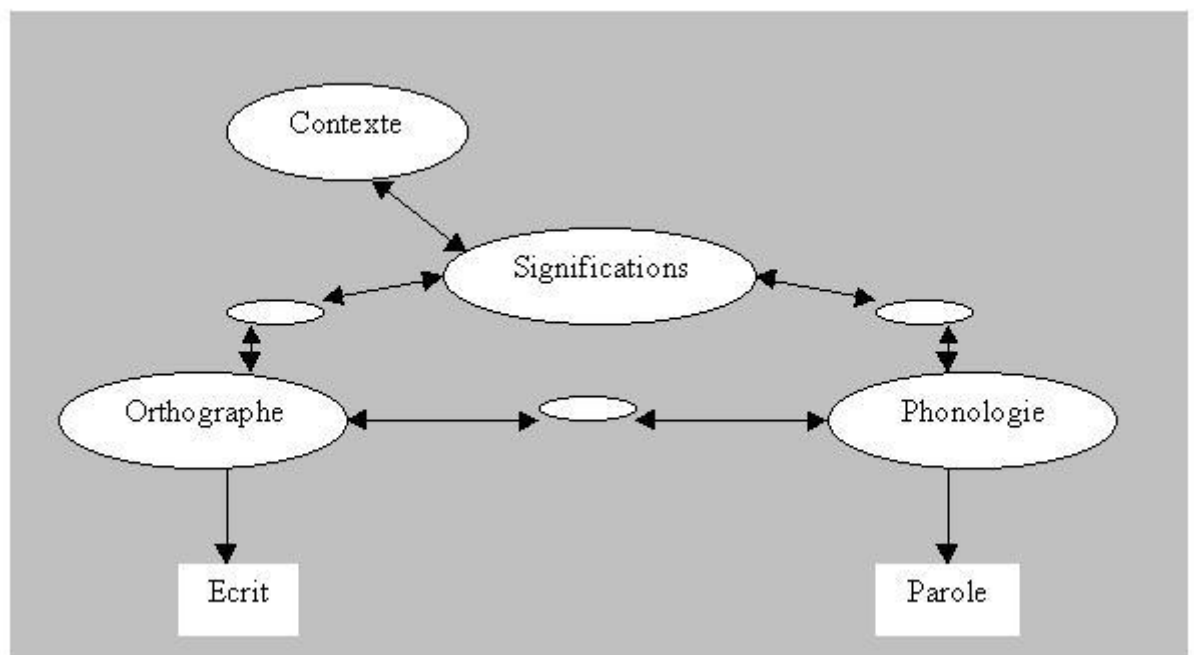 Contexte
Significations
Orthographe
Phonologie
Ecrit
Parole